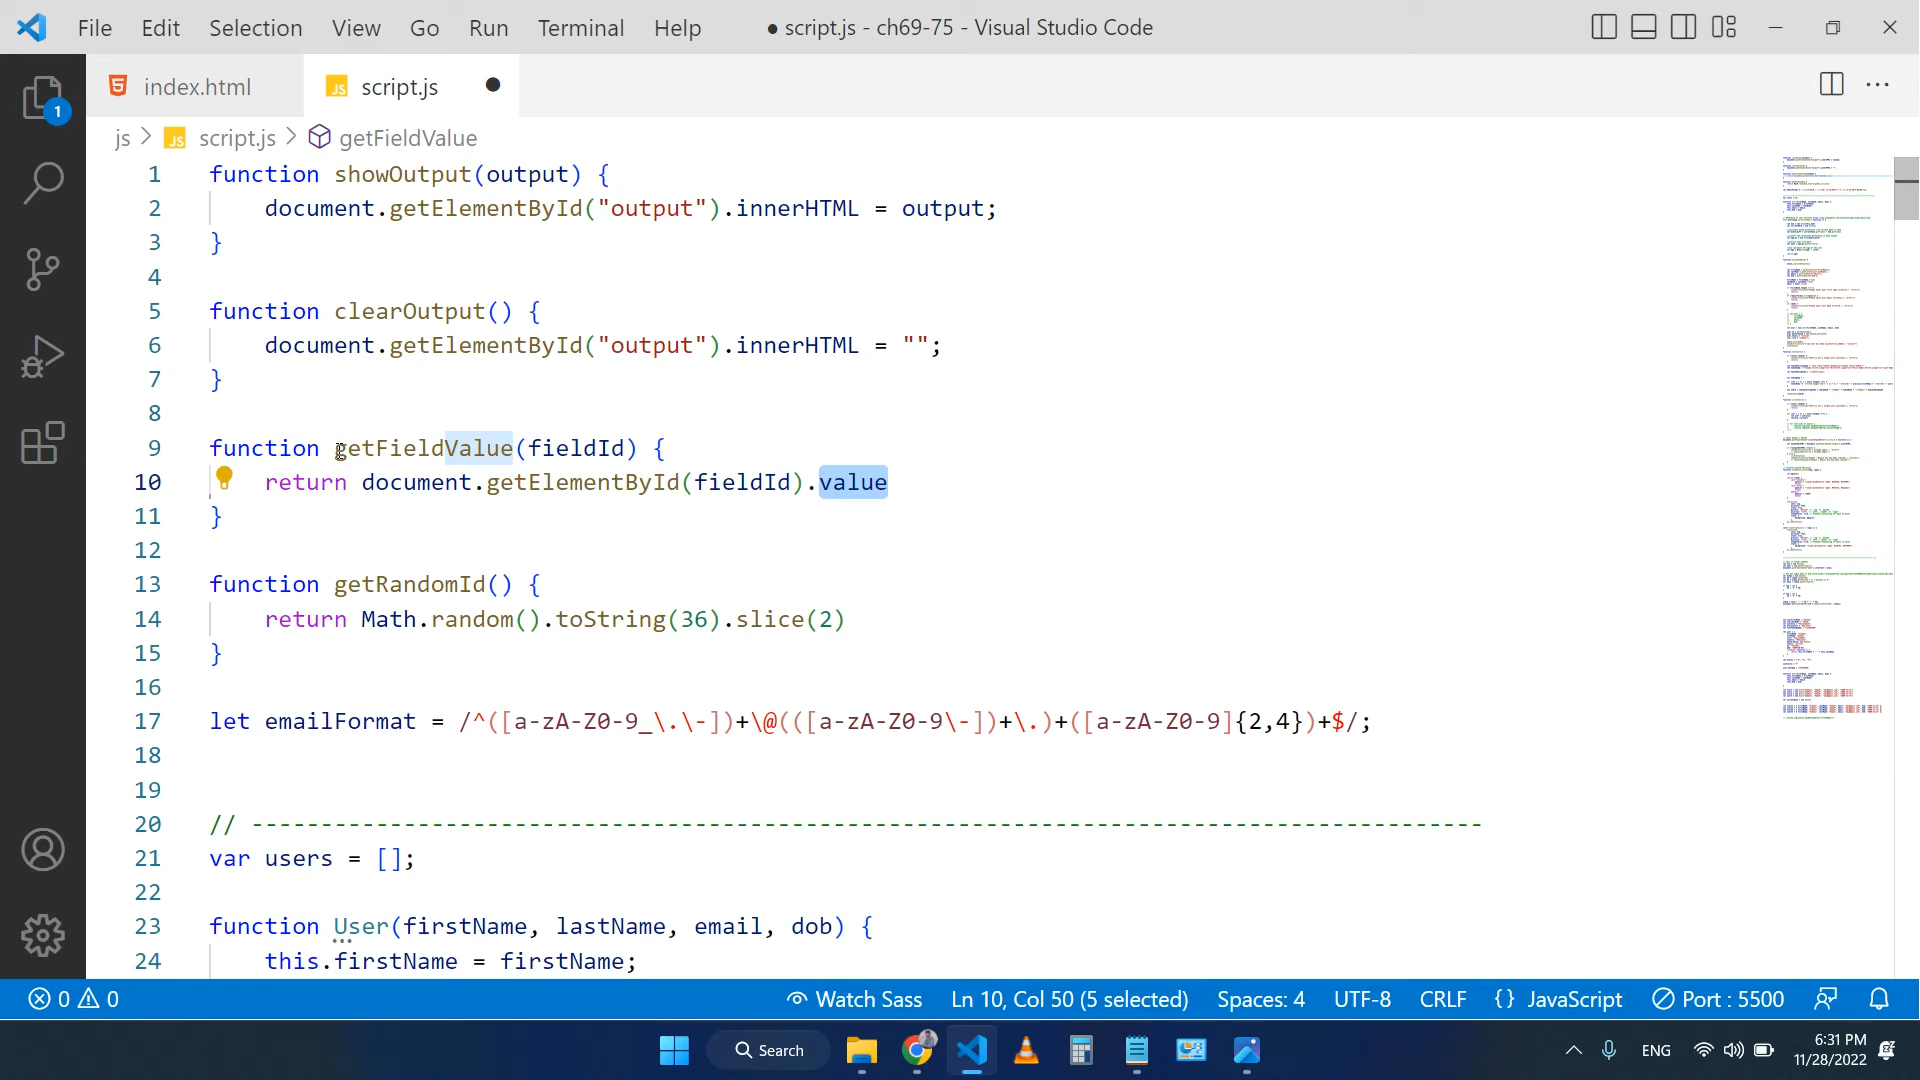 File Edit Selection View Go Run Terminal Help ● script.js - ch69-75 - Visual Studio Code
index.html JS script.js
js > JS script.js > getFieldValue
1 function showOutput(output) {
2 document.getElementById("output").innerHTML = output;
3 }
4
5 function clearOutput() {
6 document.getElementById("output").innerHTML = "";
7 }
8
9 function getFieldValue(fieldId) {
10 return document.getElementById(fieldId).value
11 }
12
13 function getRandomId() {
14 return Math.random().toString(36).slice(2)
15 }
16
17 let emailFormat = /^([a-zA-Z0-9_\.\-])+\@(([a-zA-Z0-9\-])+\.)+([a-zA-Z0-9]{2,4})+$/;
18
19
20 // -----------------------------------------------------------------------------------------
21 var users = [];
22
23 function User(firstName, lastName, email, dob) {
24 this.firstName = firstName;
1
0 0 Watch Sass Ln 10, Col 50 (5 selected) Spaces: 4 UTF-8 CRLF {} JavaScript Port : 5500
Search ENG 6:31 PM
11/28/2022